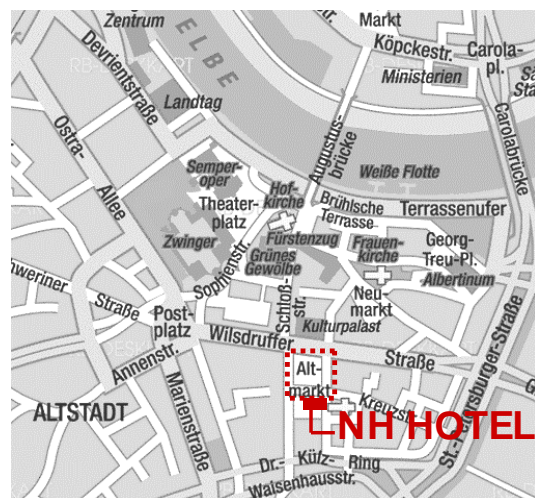 Zentrum
Markt
Köpckestr.
Carola-
pl.
Devrientstraße
ELBE
Ministerien
Landtag
Ostra-
Allee
Augustus-
brücke
Carolabrücke
Semper-
oper
Weiße Flotte
Hof-
kirche
Theater-
platz
Brühlsche
Terrasse
Terrassenufer
Zwinger
Fürstenzug
Frauen-
kirche
Georg-
Treu-Pl.
Grünes
Gewölbe
Sophienstr.
Albertinum
Schloß-
str.
Neu-
markt
Straße
Post-
platz
Kulturpalast
Wilsdruffer
Straße
Annenstr.
Alt-
markt
St.-Petersburger-Straße
Marienstraße
Kreuzstr.
ALTSTADT
NH HOTEL
Dr.-
Külz-
Ring
Waisenhausstr.